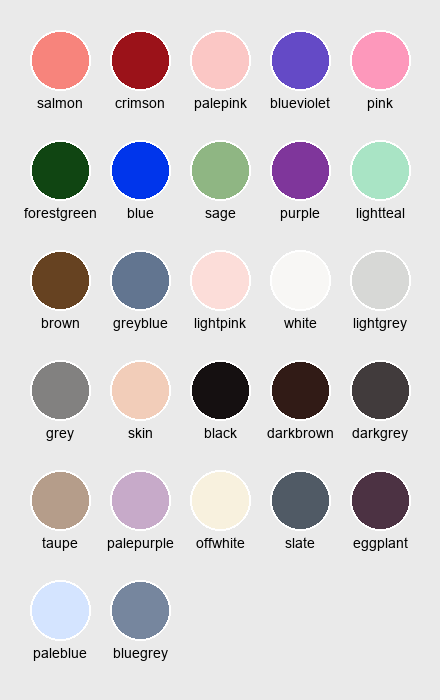 salmon crimson palepink blueviolet pink
forestgreen blue sage purple lightteal
brown greyblue lightpink white lightgrey
grey skin black darkbrown darkgrey
taupe palepurple offwhite slate eggplant
paleblue bluegrey